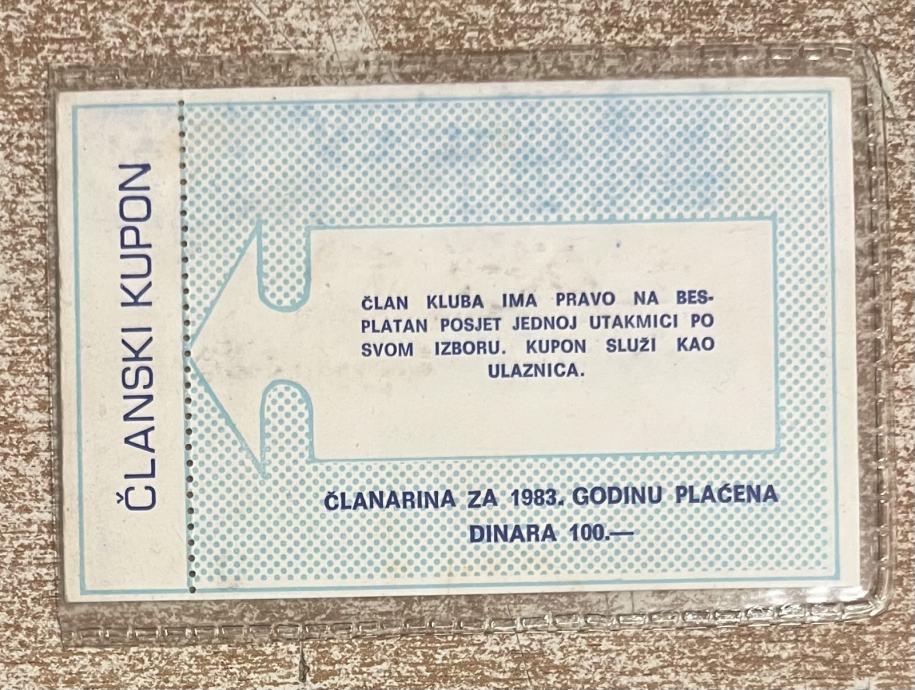 ČLANSKI KUPON
ČLAN KLUBA IMA PRAVO NA BES-
PLATAN POSJET JEDNOJ UTAKMICI PO
SVOM IZBORU. KUPON SLUŽI KAO
ULAZNICA.
ČLANARINA ZA 1983. GODINU PLAĆENA
DINARA 100.—